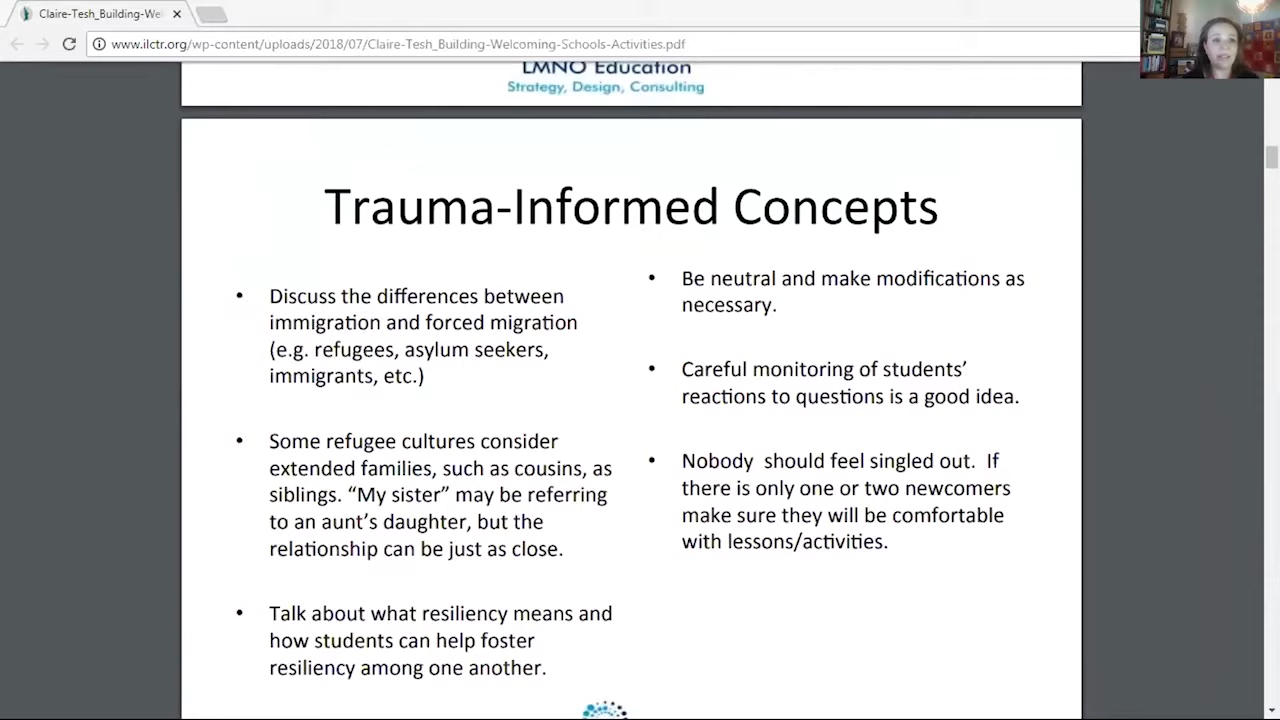 Claire-Tesh_Building-Wel
www.ilctr.org/wp-content/uploads/2018/07/Claire-Tesh_Building-Welcoming-Schools-Activities.pdf
LMNO Education
Strategy, Design, Consulting
Trauma-Informed Concepts
• Discuss the differences between
immigration and forced migration
(e.g. refugees, asylum seekers,
immigrants, etc.)
• Some refugee cultures consider
extended families, such as cousins, as
siblings. “My sister” may be referring
to an aunt’s daughter, but the
relationship can be just as close.
• Talk about what resiliency means and
how students can help foster
resiliency among one another.
• Be neutral and make modifications as
necessary.
• Careful monitoring of students’
reactions to questions is a good idea.
• Nobody  should feel singled out.  If
there is only one or two newcomers
make sure they will be comfortable
with lessons/activities.